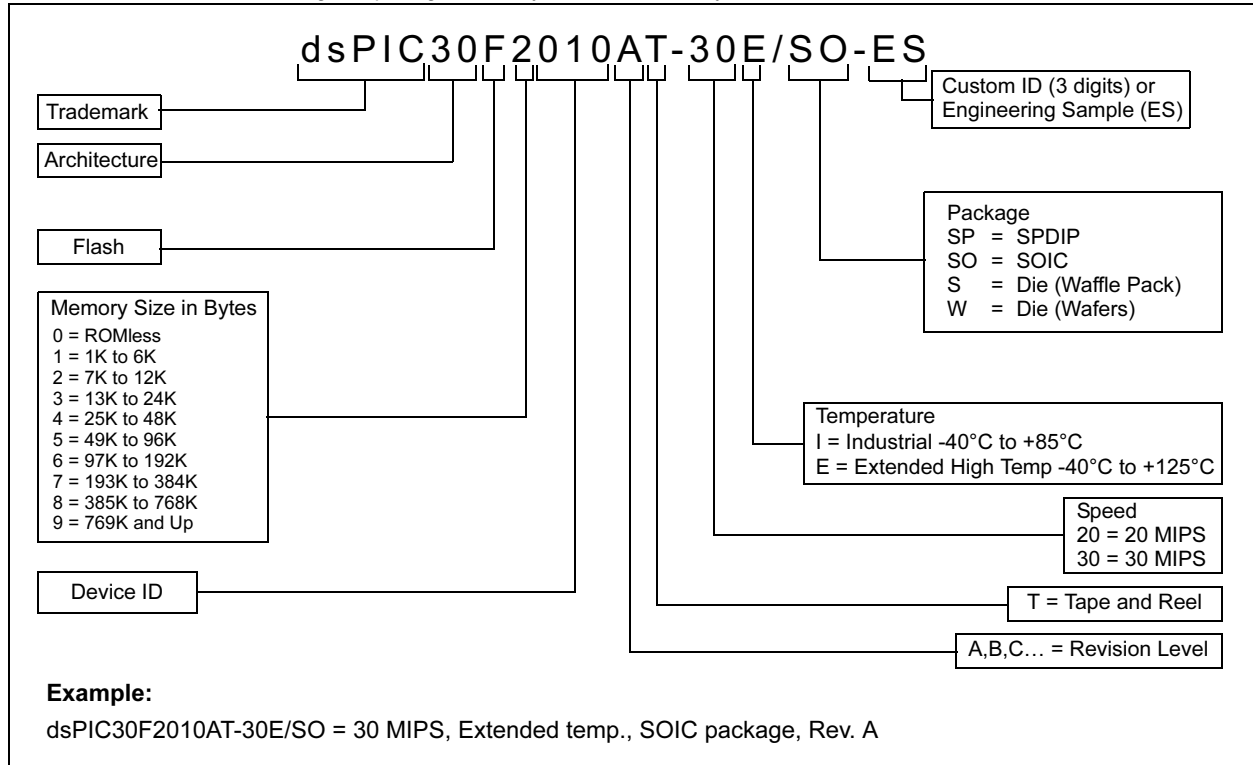 dsPIC30F2010AT-30E/SO-ES
Custom ID (3 digits) or
Engineering Sample (ES)
Trademark
Architecture
Flash
Package
SP = SPDIP
SO = SOIC
S = Die (Waffle Pack)
W = Die (Wafers)
Memory Size in Bytes
0 = ROMless
1 = 1K to 6K
2 = 7K to 12K
3 = 13K to 24K
4 = 25K to 48K
5 = 49K to 96K
6 = 97K to 192K
7 = 193K to 384K
8 = 385K to 768K
9 = 769K and Up
Temperature
I = Industrial -40°C to +85°C
E = Extended High Temp -40°C to +125°C
Speed
20 = 20 MIPS
30 = 30 MIPS
Device ID
T = Tape and Reel
A,B,C… = Revision Level
Example:
dsPIC30F2010AT-30E/SO = 30 MIPS, Extended temp., SOIC package, Rev. A